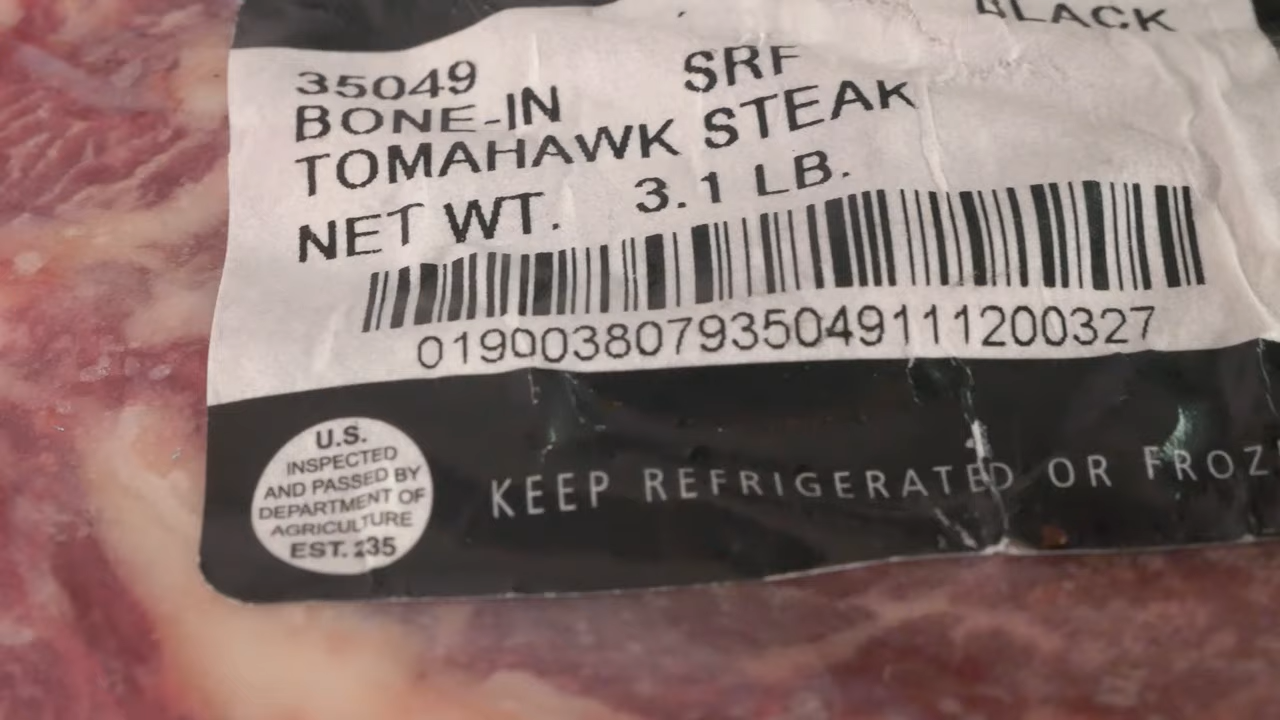 BLACK
35049 SRF
BONE-IN
TOMAHAWK STEAK
NET WT. 3.1 LB.
019003807935049111200327
U.S.
INSPECTED
AND PASSED BY
DEPARTMENT OF
AGRICULTURE
EST. 235
KEEP REFRIGERATED OR FROZ